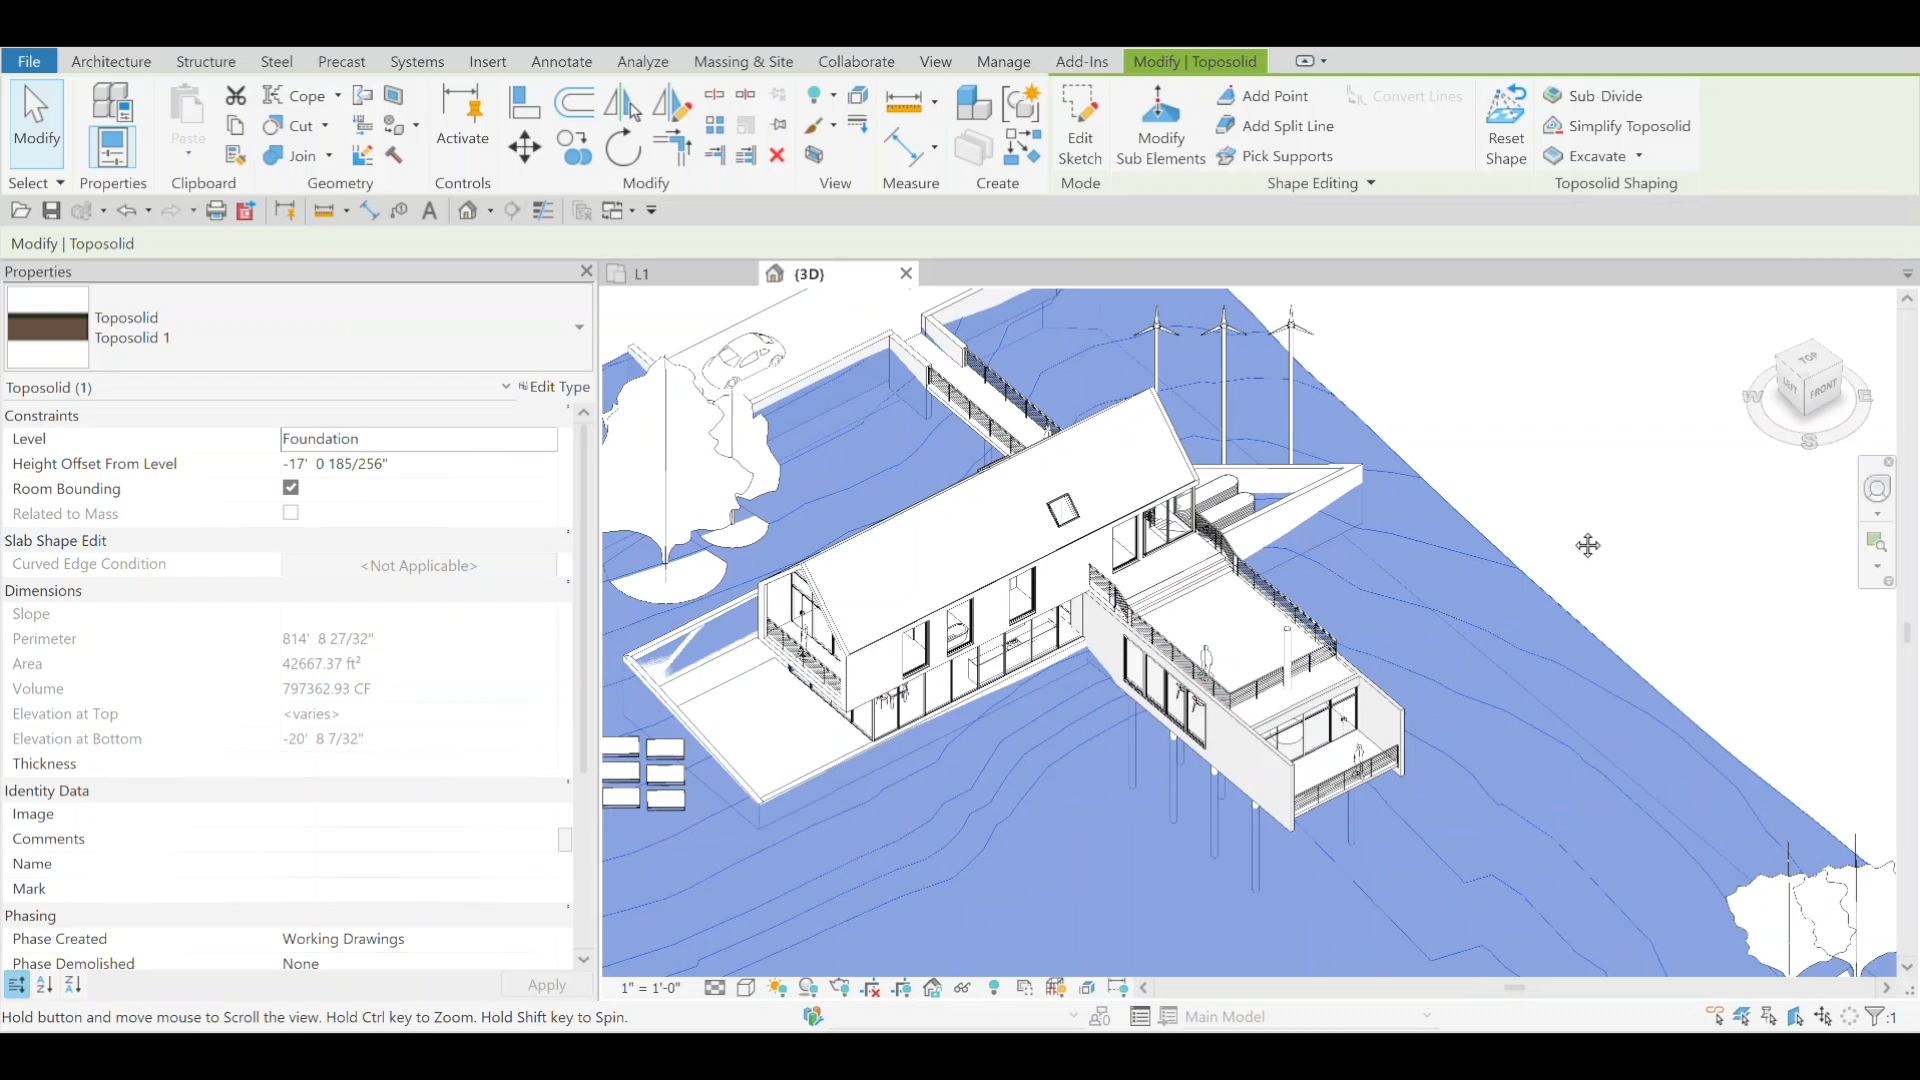 File Architecture Structure Steel Precast Systems Insert Annotate Analyze Massing & Site Collaborate View Manage Add-Ins Modify | Toposolid
Modify
Paste
Cope
Cut
Join
Activate
Edit
Sketch
Modify
Sub Elements
Add Point
Add Split Line
Pick Supports
Convert Lines
Reset
Shape
Sub Divide
Simplify Toposolid
Excavate
Select Properties Clipboard Geometry Controls Modify View Measure Create Mode Shape Editing Toposolid Shaping
Modify | Toposolid
Properties
L1
{3D}
Toposolid
Toposolid 1
Toposolid (1) Edit Type
Constraints
Level Foundation
Height Offset From Level -17' 0 185/256"
Room Bounding
Related to Mass
Slab Shape Edit
Curved Edge Condition <Not Applicable>
Dimensions
Slope
Perimeter 814' 8 27/32"
Area 42667.37 ft²
Volume 797362.93 CF
Elevation at Top <varies>
Elevation at Bottom -20' 8 7/32"
Thickness
Identity Data
Image
Comments
Name
Mark
Phasing
Phase Created Working Drawings
Phase Demolished None
Apply
TOP
LEFT
FRONT
W
E
S
1" = 1'-0"
Hold button and move mouse to Scroll the view. Hold Ctrl key to Zoom. Hold Shift key to Spin.
Main Model
:1